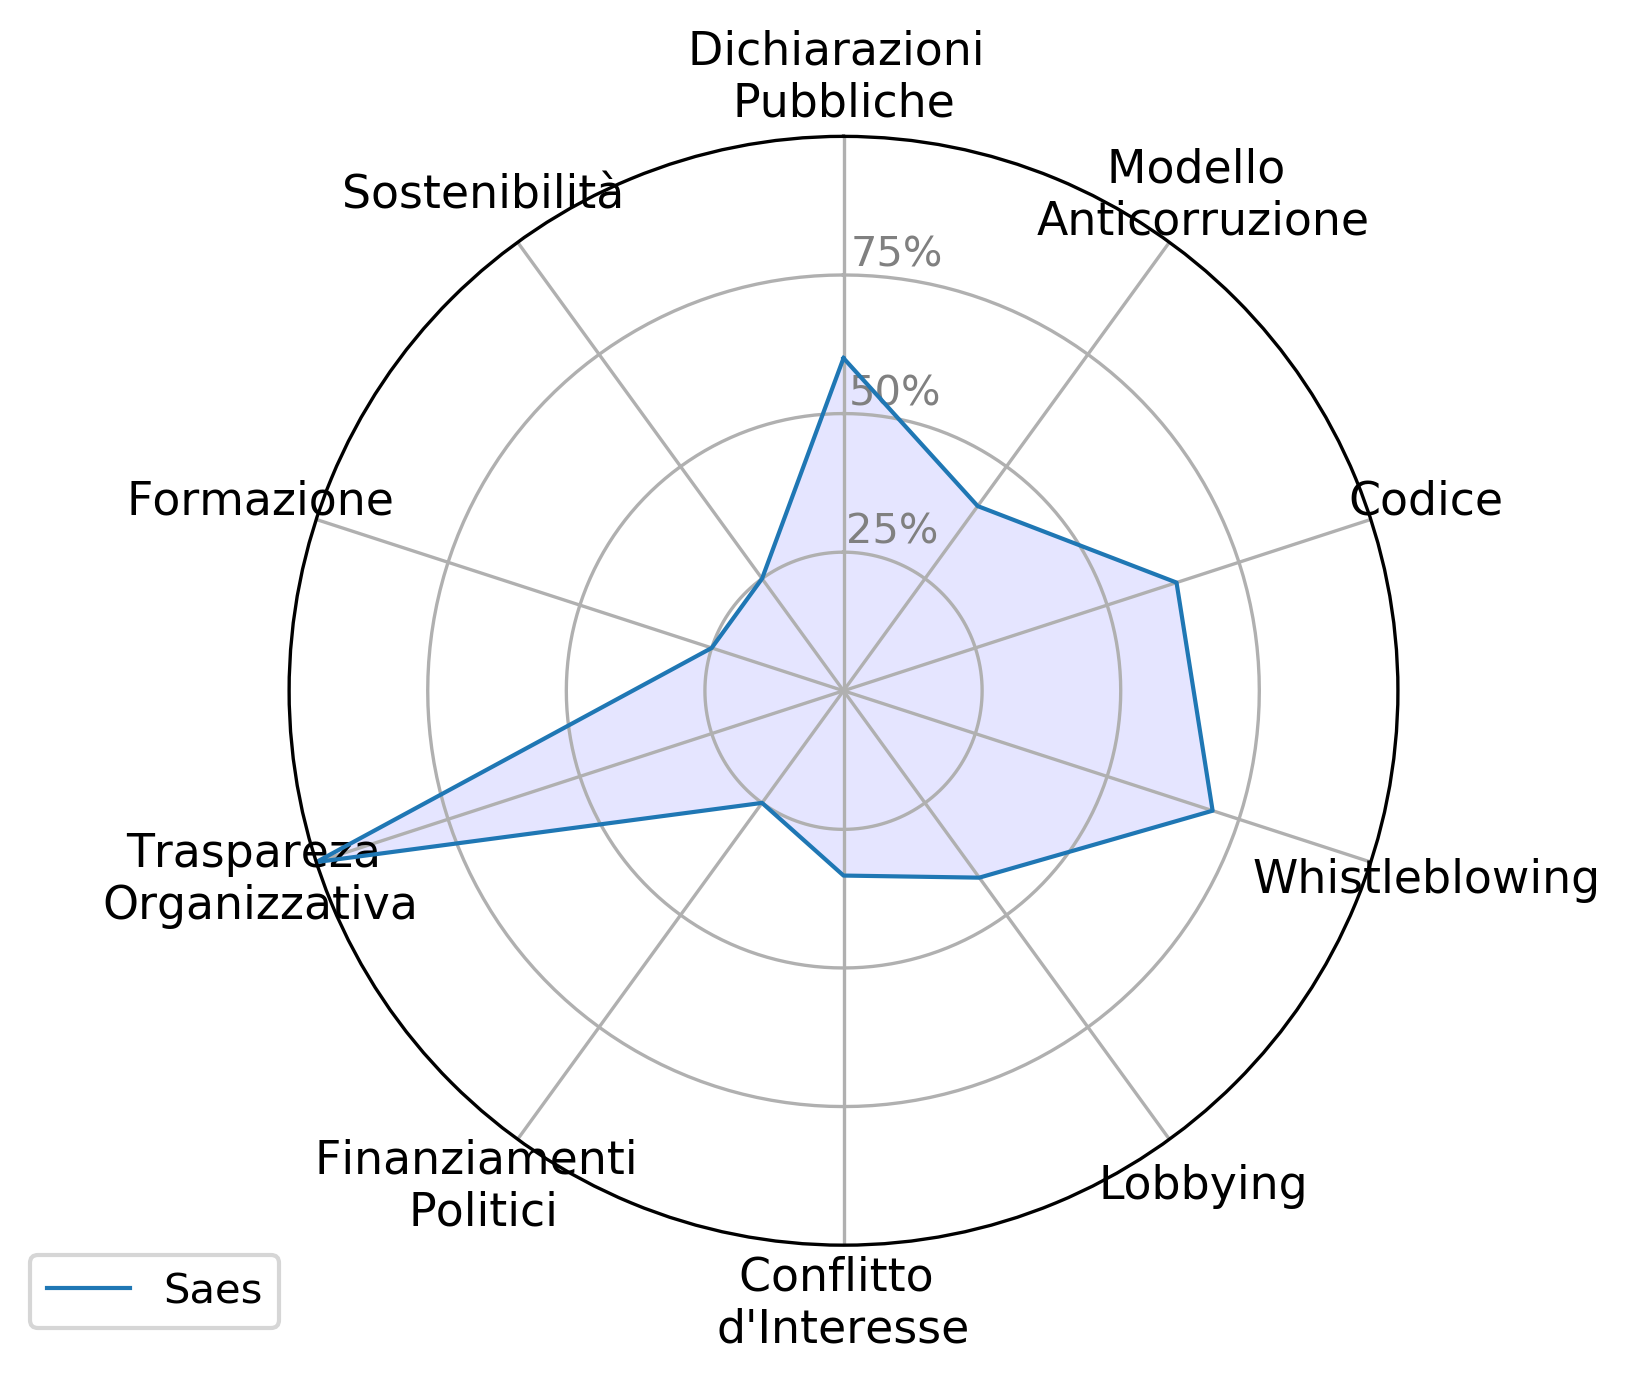 Dichiarazioni
Pubbliche
Modello
Anticorruzione
Sostenibilità
75%
50%
Formazione
Codice
25%
Traspareza
Organizzativa
Whistleblowing
Finanziamenti
Politici
Lobbying
Conflitto
d'Interesse
Saes